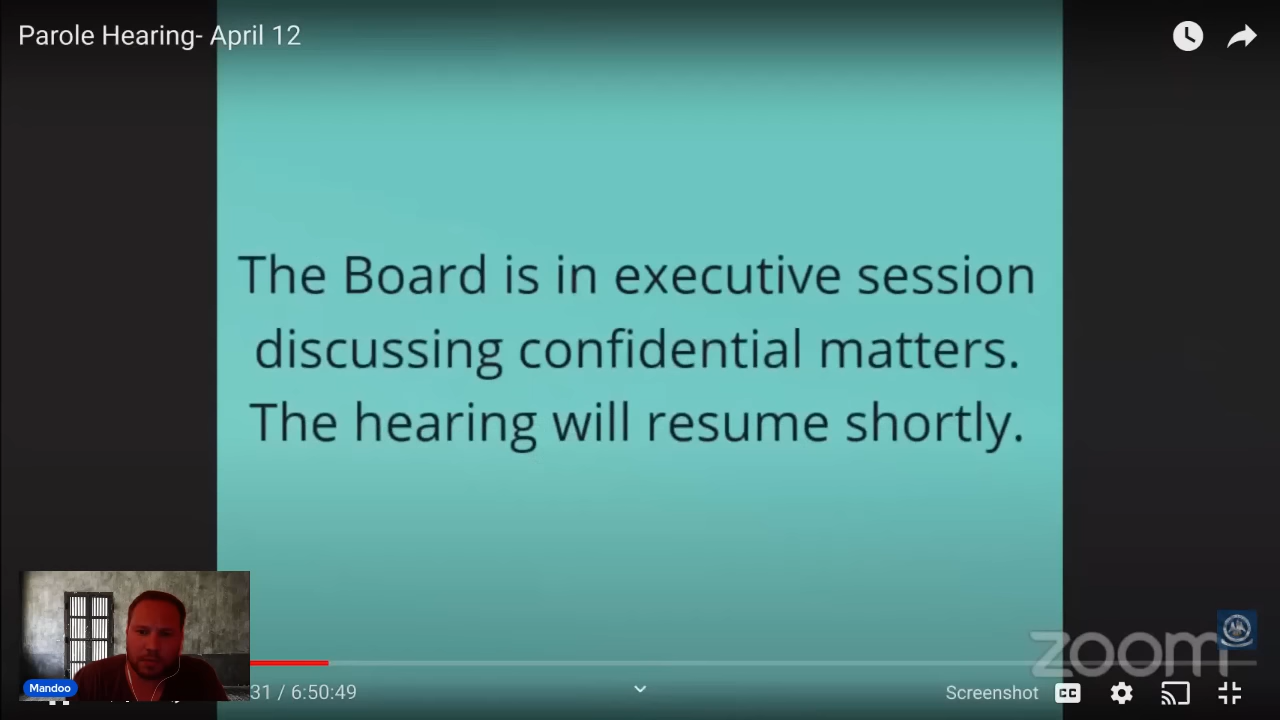 Parole Hearing- April 12
The Board is in executive session
discussing confidential matters.
The hearing will resume shortly.
zoom
Mandoo
31 / 6:50:49
Screenshot
CC